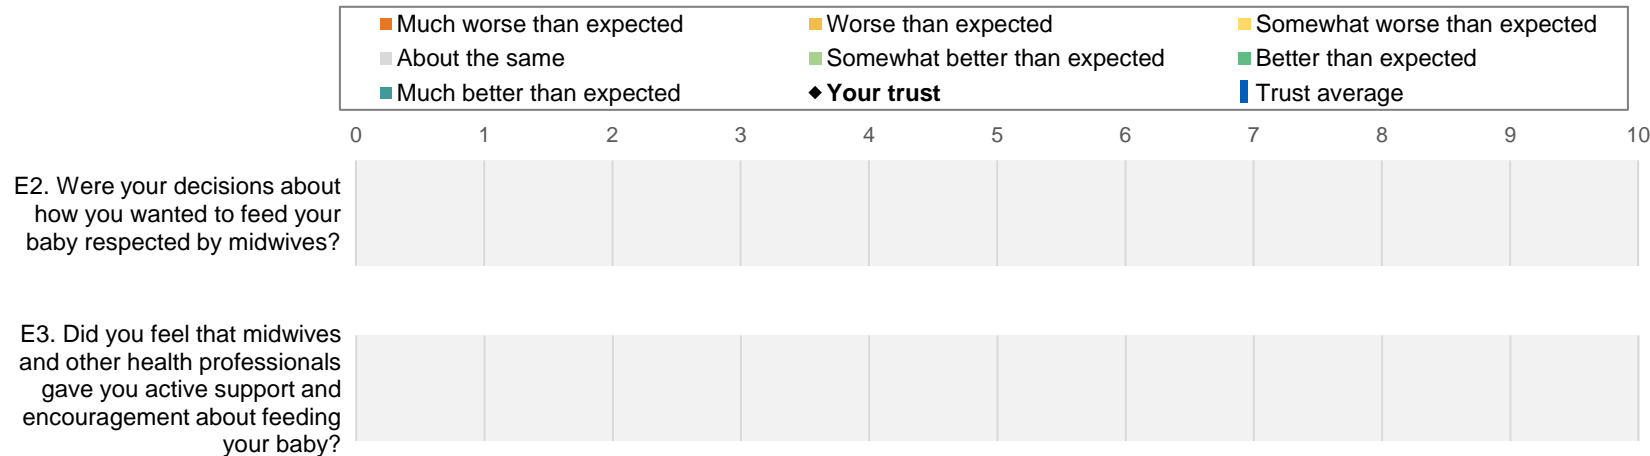 Much worse than expected Worse than expected Somewhat worse than expected
About the same Somewhat better than expected Better than expected
Much better than expected Your trust Trust average
0 1 2 3 4 5 6 7 8 9 10
E2. Were your decisions about
how you wanted to feed your
baby respected by midwives?
E3. Did you feel that midwives
and other health professionals
gave you active support and
encouragement about feeding
your baby?